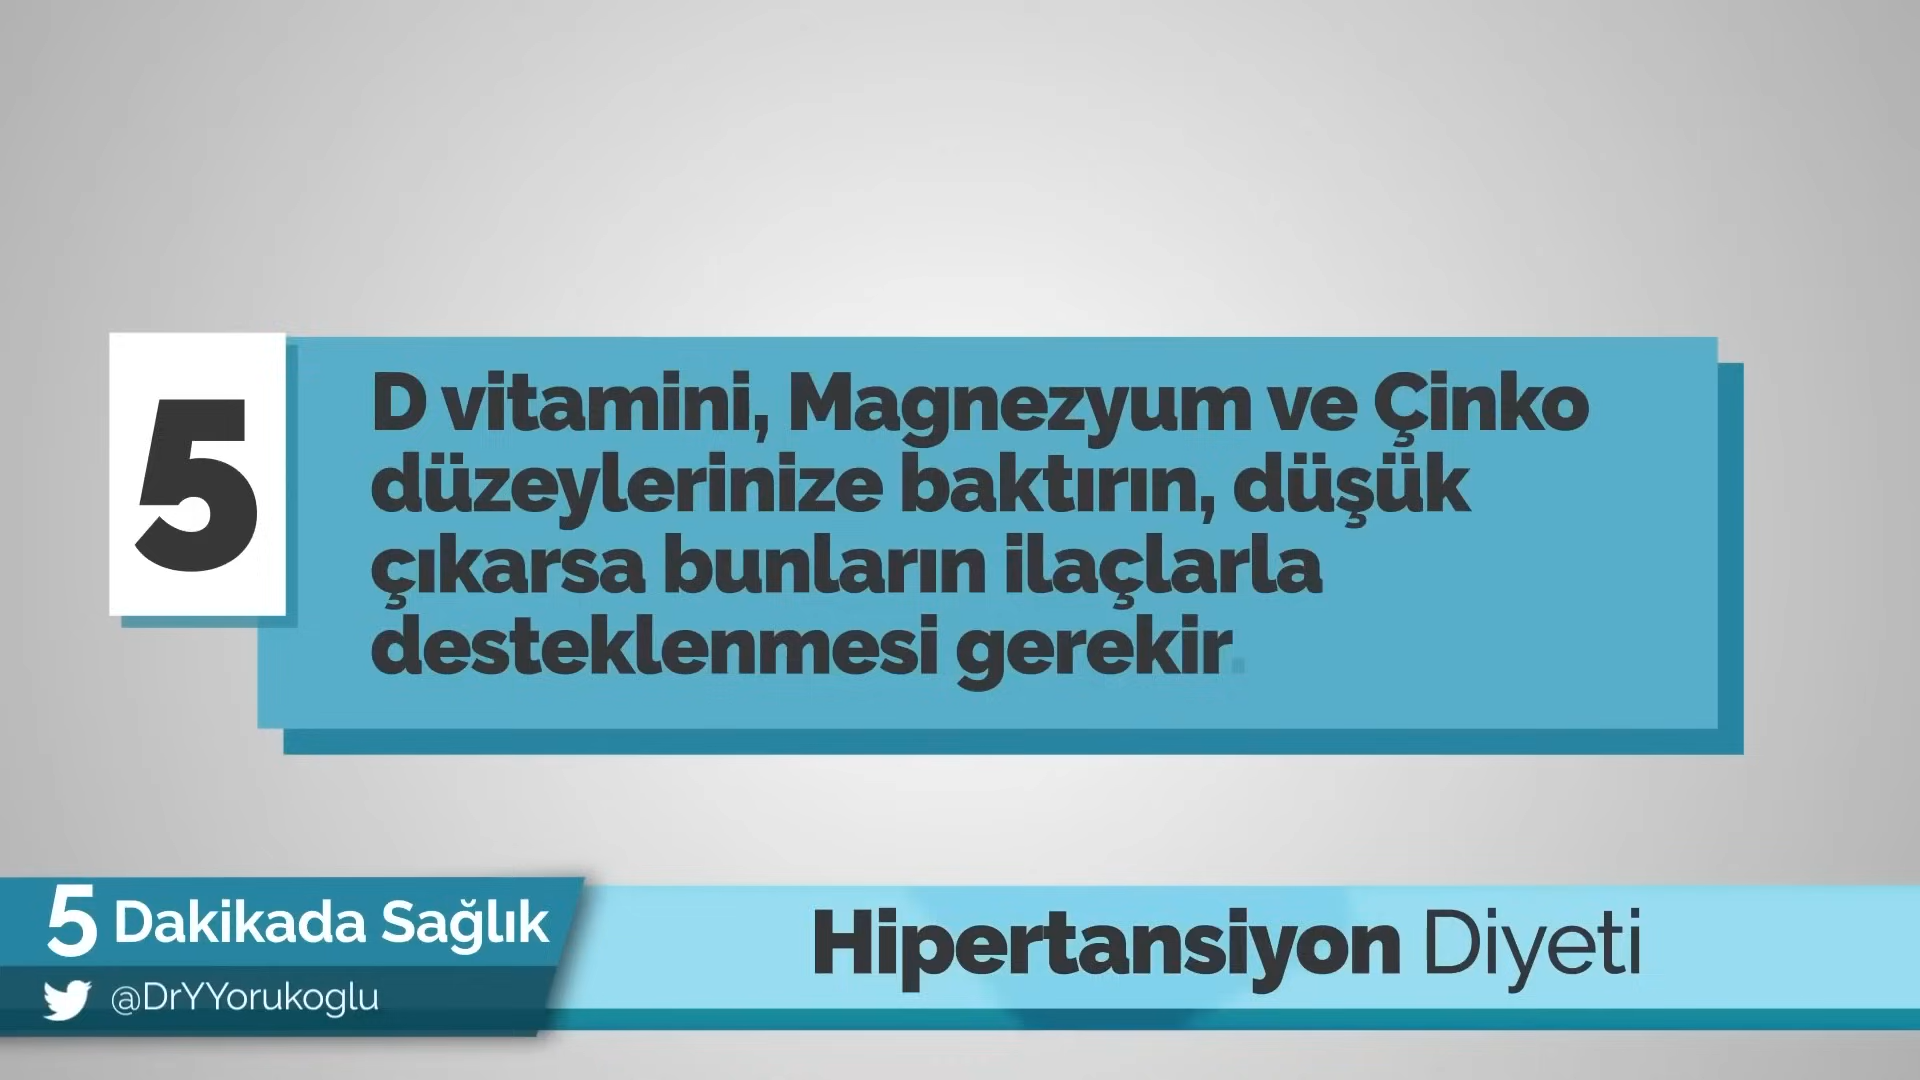 5
D vitamini, Magnezyum ve Çinko
düzeylerinize baktırın, düşük
çıkarsa bunların ilaçlarla
desteklenmesi gerekir.
5 Dakikada Sağlık
@DrYYorukoglu
Hipertansiyon Diyeti